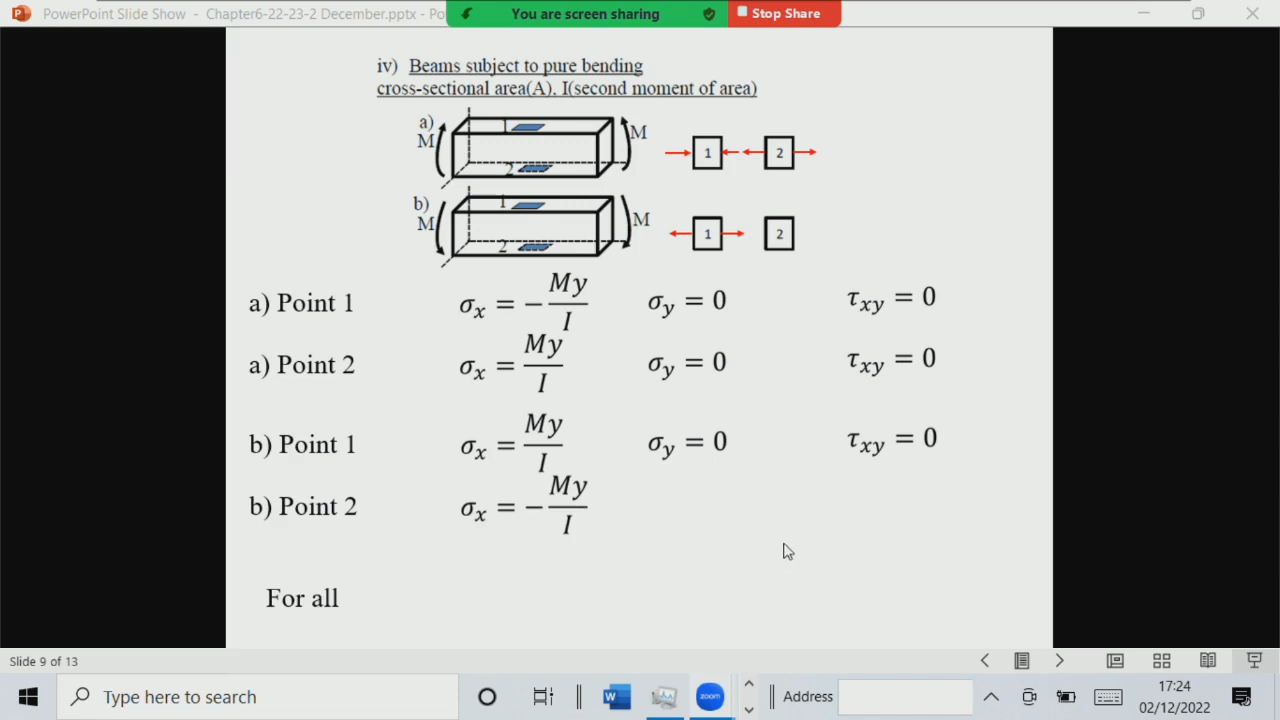 PowerPoint Slide Show - Chapter6-22-23-2 December.pptx - Po
You are screen sharing
Stop Share
iv) Beams subject to pure bending
cross-sectional area(A), I(second moment of area)
a)
M
1
2
M
1
2
b)
M
1
2
M
1
2
a) Point 1 σx = −My/I σy = 0 τxy = 0
a) Point 2 σx = My/I σy = 0 τxy = 0
b) Point 1 σx = My/I σy = 0 τxy = 0
b) Point 2 σx = −My/I
For all
Slide 9 of 13
Type here to search
W
zoom
Address
17:24
02/12/2022